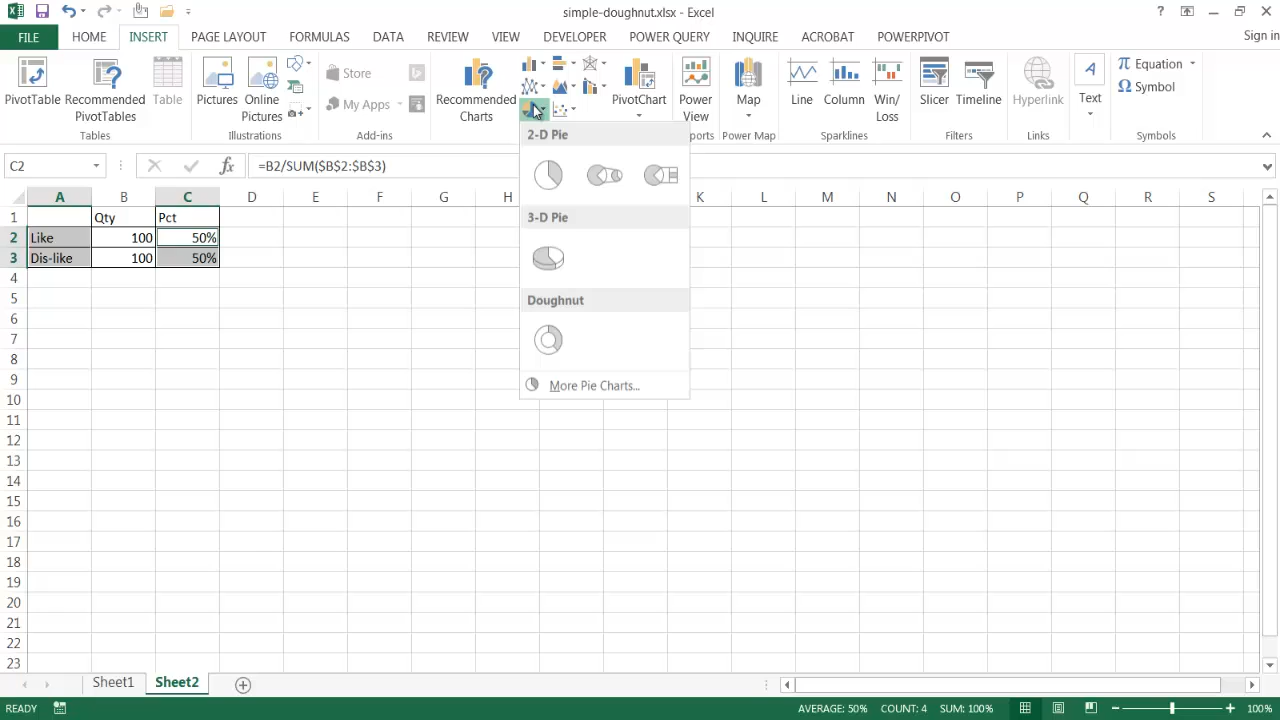 simple-doughnut.xlsx - Excel
?
Sign in
FILE HOME INSERT PAGE LAYOUT FORMULAS DATA REVIEW VIEW DEVELOPER POWER QUERY INQUIRE ACROBAT POWERPIVOT
PivotTable
Recommended
PivotTables
Table
Tables
Pictures
Online
Pictures
Illustrations
Store
My Apps
Add-ins
Recommended
Charts
PivotChart
Power
View
ports
Map
Power Map
Line
Column
Win/
Loss
Sparklines
Slicer
Timeline
Filters
Hyperlink
Links
Text
π Equation
Ω Symbol
Symbols
C2
fx
=B2/SUM($B$2:$B$3)
2-D Pie
3-D Pie
Doughnut
More Pie Charts...
A B C D E F G H K L M N O P Q R S
1 Qty Pct
2 Like 100 50%
3 Dis-like 100 50%
4
5
6
7
8
9
10
11
12
13
14
15
16
17
18
19
20
21
22
23
Sheet1 Sheet2
READY
AVERAGE: 50% COUNT: 4 SUM: 100%
100%